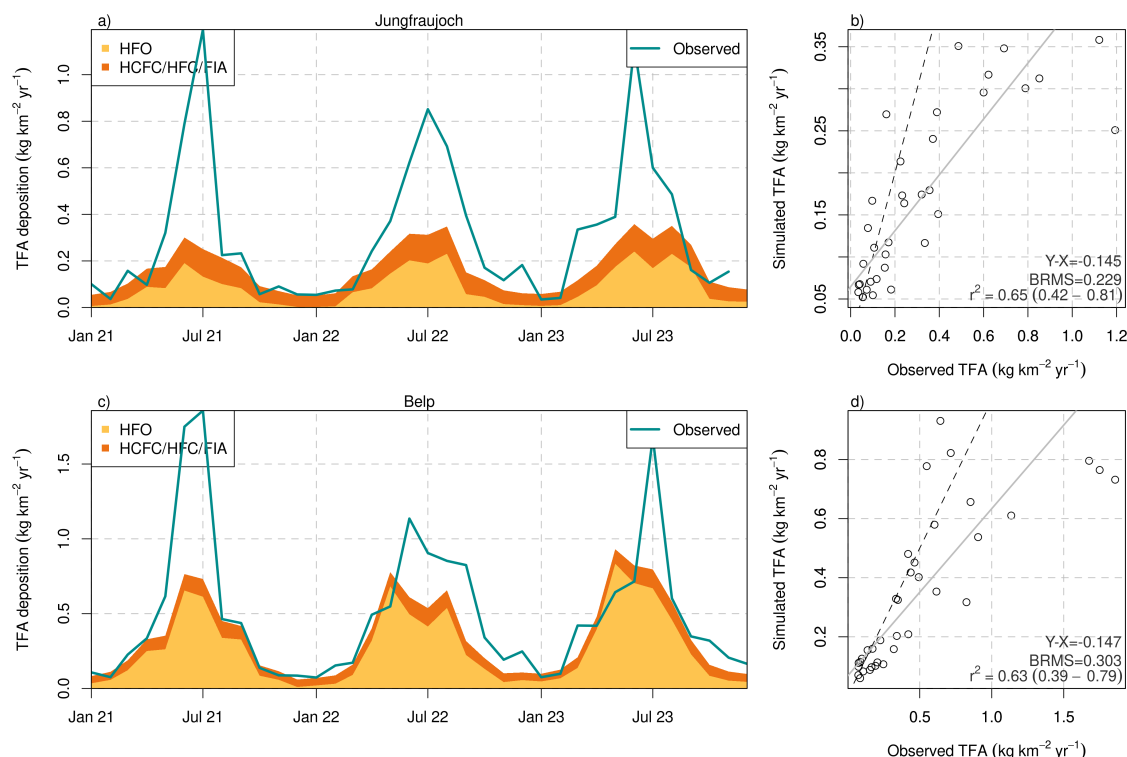 a) Jungfraujoch
HFO
HCFC/HFC/FIA
Observed
TFA deposition (kg km⁻² yr⁻¹)
0.0 0.2 0.4 0.6 0.8 1.0
Jan 21 Jul 21 Jan 22 Jul 22 Jan 23 Jul 23
b)
Simulated TFA (kg km⁻² yr⁻¹)
0.05 0.15 0.25 0.35
Y-X=-0.145
BRMS=0.229
r² = 0.65 (0.42 − 0.81)
0.0 0.2 0.4 0.6 0.8 1.0 1.2
Observed TFA (kg km⁻² yr⁻¹)
c) Belp
HFO
HCFC/HFC/FIA
Observed
TFA deposition (kg km⁻² yr⁻¹)
0.0 0.5 1.0 1.5
Jan 21 Jul 21 Jan 22 Jul 22 Jan 23 Jul 23
d)
Simulated TFA (kg km⁻² yr⁻¹)
0.2 0.4 0.6 0.8
Y-X=-0.147
BRMS=0.303
r² = 0.63 (0.39 − 0.79)
0.5 1.0 1.5
Observed TFA (kg km⁻² yr⁻¹)